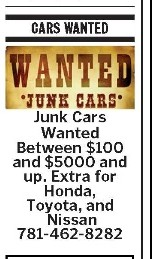 CARS WANTED
WANTED
•JUNK CARS•
Junk Cars
Wanted
Between $100
and $5000 and
up. Extra for
Honda,
Toyota, and
Nissan
781-462-8282